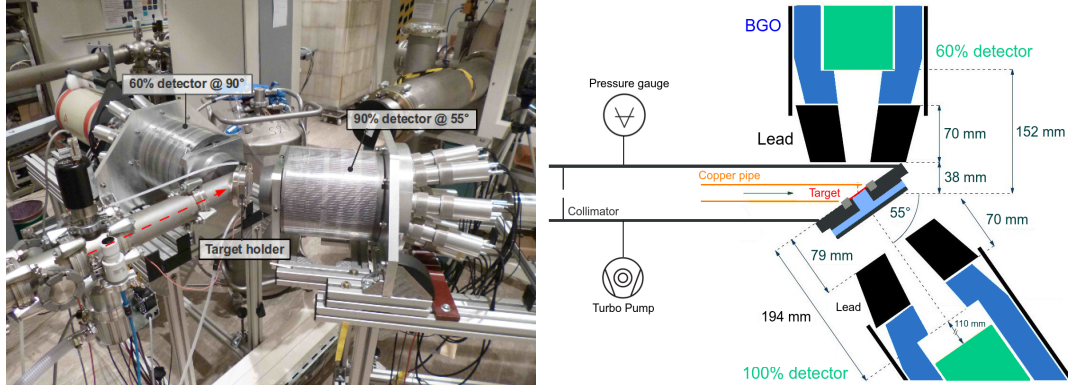 60% detector @ 90°
90% detector @ 55°
Target holder
BGO
60% detector
Pressure gauge
Lead
70 mm
152 mm
38 mm
Copper pipe
Target
Collimator
55°
70 mm
79 mm
Turbo Pump
194 mm
Lead
110 mm
100% detector